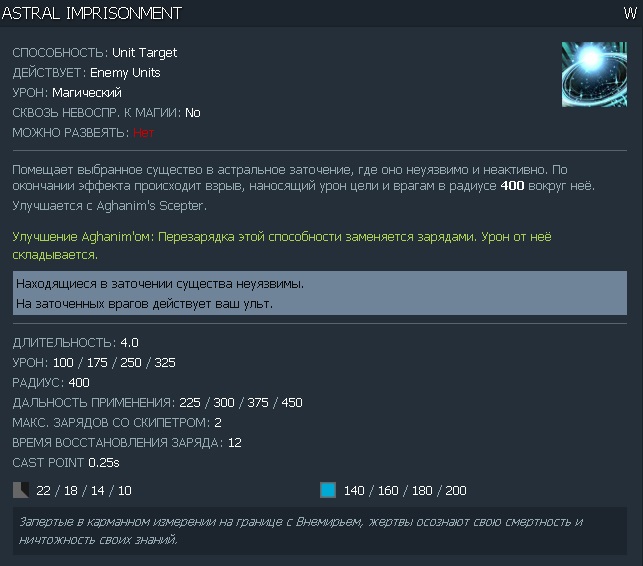 ASTRAL IMPRISONMENT W
СПОСОБНОСТЬ: Unit Target
ДЕЙСТВУЕТ: Enemy Units
УРОН: Магический
СКВОЗЬ НЕВОСПР. К МАГИИ: No
МОЖНО РАЗВЕЯТЬ: Нет
Помещает выбранное существо в астральное заточение, где оно неуязвимо и неактивно. По
окончании эффекта происходит взрыв, наносящий урон цели и врагам в радиусе 400 вокруг неё.
Улучшается с Aghanim's Scepter.
Улучшение Aghanim'ом: Перезарядка этой способности заменяется зарядами. Урон от неё
складывается.
Находящиеся в заточении существа неуязвимы.
На заточенных врагов действует ваш ульт.
ДЛИТЕЛЬНОСТЬ: 4.0
УРОН: 100 / 175 / 250 / 325
РАДИУС: 400
ДАЛЬНОСТЬ ПРИМЕНЕНИЯ: 225 / 300 / 375 / 450
МАКС. ЗАРЯДОВ СО СКИПЕТРОМ: 2
ВРЕМЯ ВОССТАНОВЛЕНИЯ ЗАРЯДА: 12
CAST POINT 0.25s
22 / 18 / 14 / 10 140 / 160 / 180 / 200
Запертые в карманном измерении на границе с Внемирьем, жертвы осознают свою смертность и
ничтожность своих знаний.